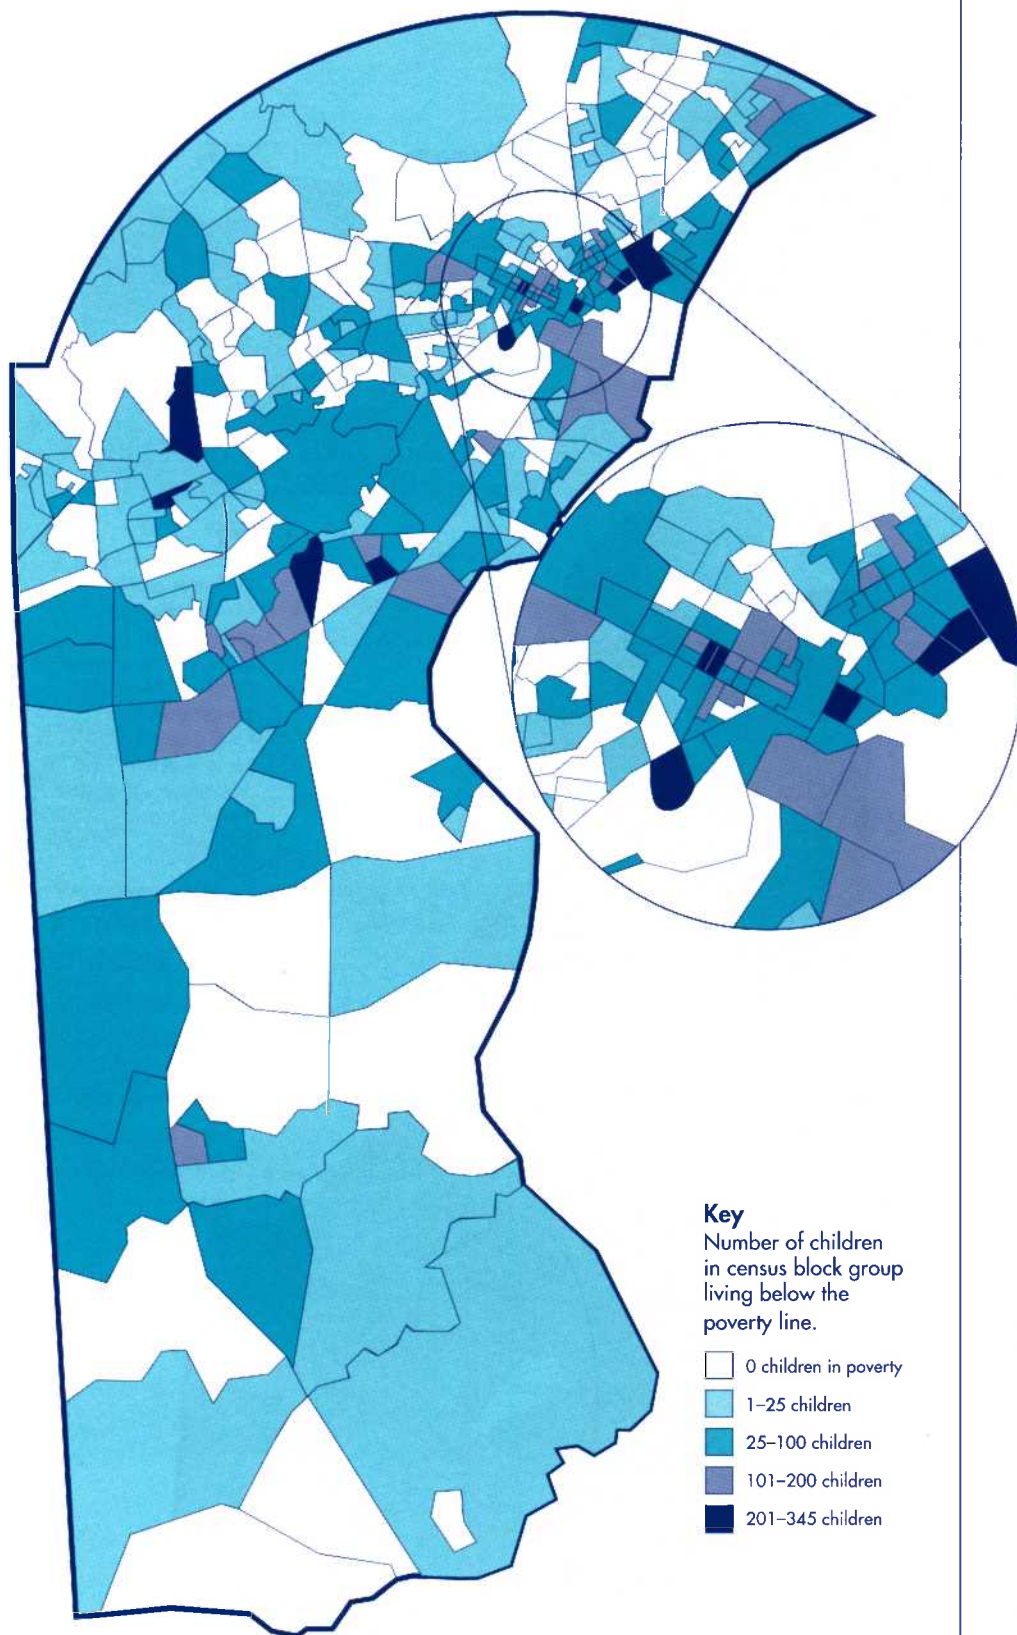 Key
Number of children
in census block group
living below the
poverty line.
0 children in poverty
1–25 children
25–100 children
101–200 children
201–345 children